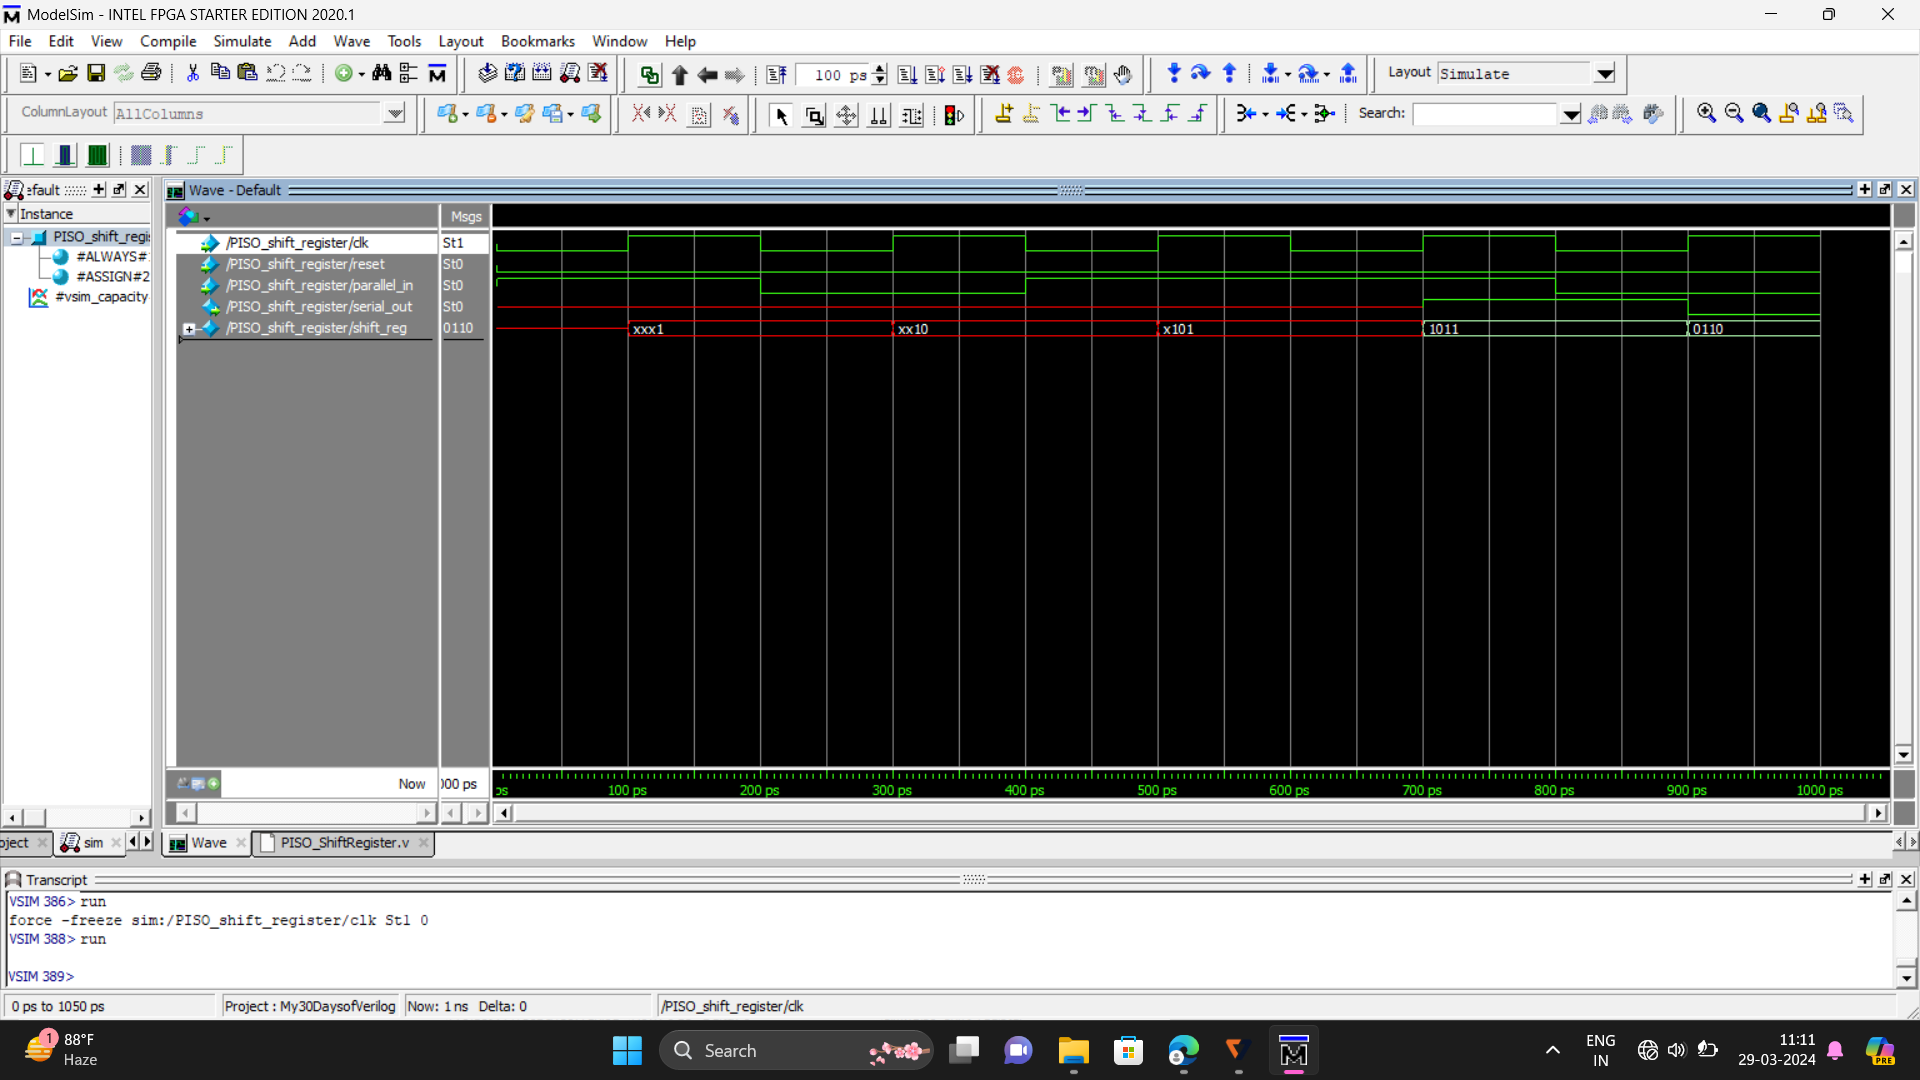 ModelSim - INTEL FPGA STARTER EDITION 2020.1
File Edit View Compile Simulate Add Wave Tools Layout Bookmarks Window Help
100 ps
Layout Simulate
ColumnLayout AllColumns
Search:
efault
Wave - Default
Instance
Msgs
PISO_shift_regi
#ALWAYS#
#ASSIGN#2
#vsim_capacity
/PISO_shift_register/clk St1
/PISO_shift_register/reset St0
/PISO_shift_register/parallel_in St0
/PISO_shift_register/serial_out St0
/PISO_shift_register/shift_reg 0110
xxx1 xx10 x101 1011 0110
Now 000 ps
ps 100 ps 200 ps 300 ps 400 ps 500 ps 600 ps 700 ps 800 ps 900 ps 1000 ps
oject sim Wave PISO_ShiftRegister.v
Transcript
VSIM 386> run
force -freeze sim:/PISO_shift_register/clk St1 0
VSIM 388> run
VSIM 389>
0 ps to 1050 ps Project : My30DaysofVerilog Now: 1 ns Delta: 0 /PISO_shift_register/clk
1
88°F
Haze
Search
ENG
IN
11:11
29-03-2024
PRE